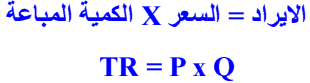 الايراد = السعر X الكمية المباعة
TR = P x Q